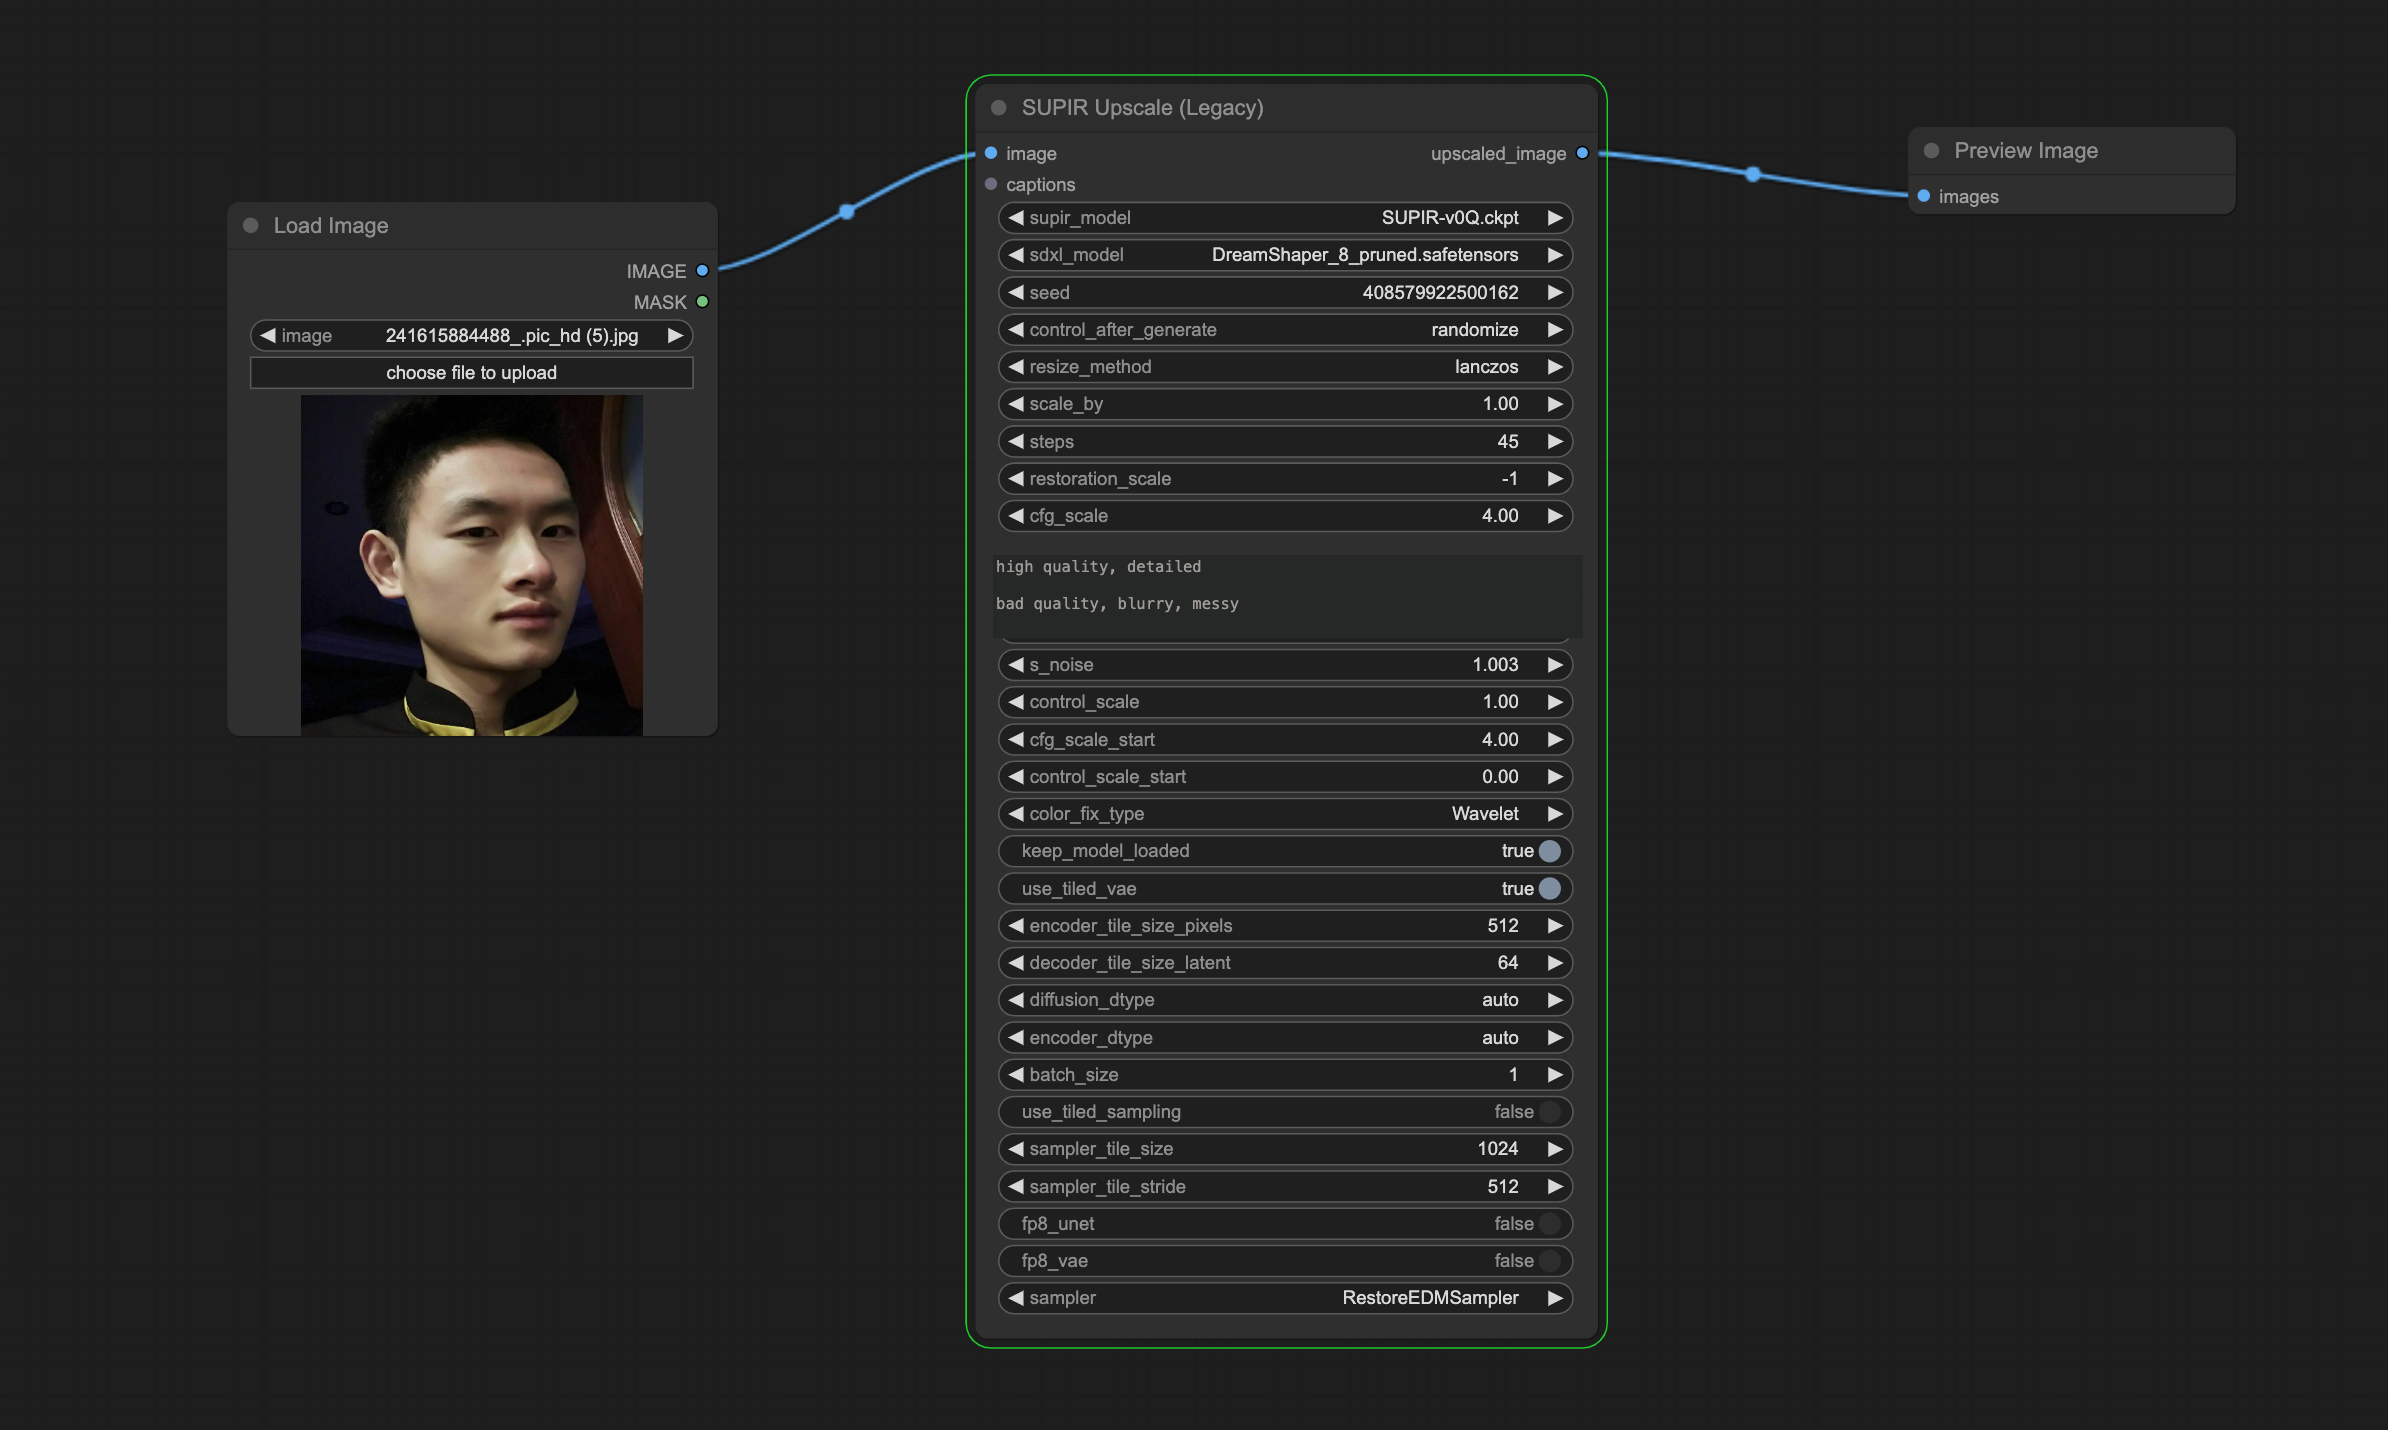 Load Image
IMAGE
MASK
image 241615884488_.pic_hd (5).jpg
choose file to upload
SUPIR Upscale (Legacy)
image upscaled_image
captions
supir_model SUPIR-v0Q.ckpt
sdxl_model DreamShaper_8_pruned.safetensors
seed 408579922500162
control_after_generate randomize
resize_method lanczos
scale_by 1.00
steps 45
restoration_scale -1
cfg_scale 4.00
high quality, detailed
bad quality, blurry, messy
s_noise 1.003
control_scale 1.00
cfg_scale_start 4.00
control_scale_start 0.00
color_fix_type Wavelet
keep_model_loaded true
use_tiled_vae true
encoder_tile_size_pixels 512
decoder_tile_size_latent 64
diffusion_dtype auto
encoder_dtype auto
batch_size 1
use_tiled_sampling false
sampler_tile_size 1024
sampler_tile_stride 512
fp8_unet false
fp8_vae false
sampler RestoreEDMSampler
Preview Image
images